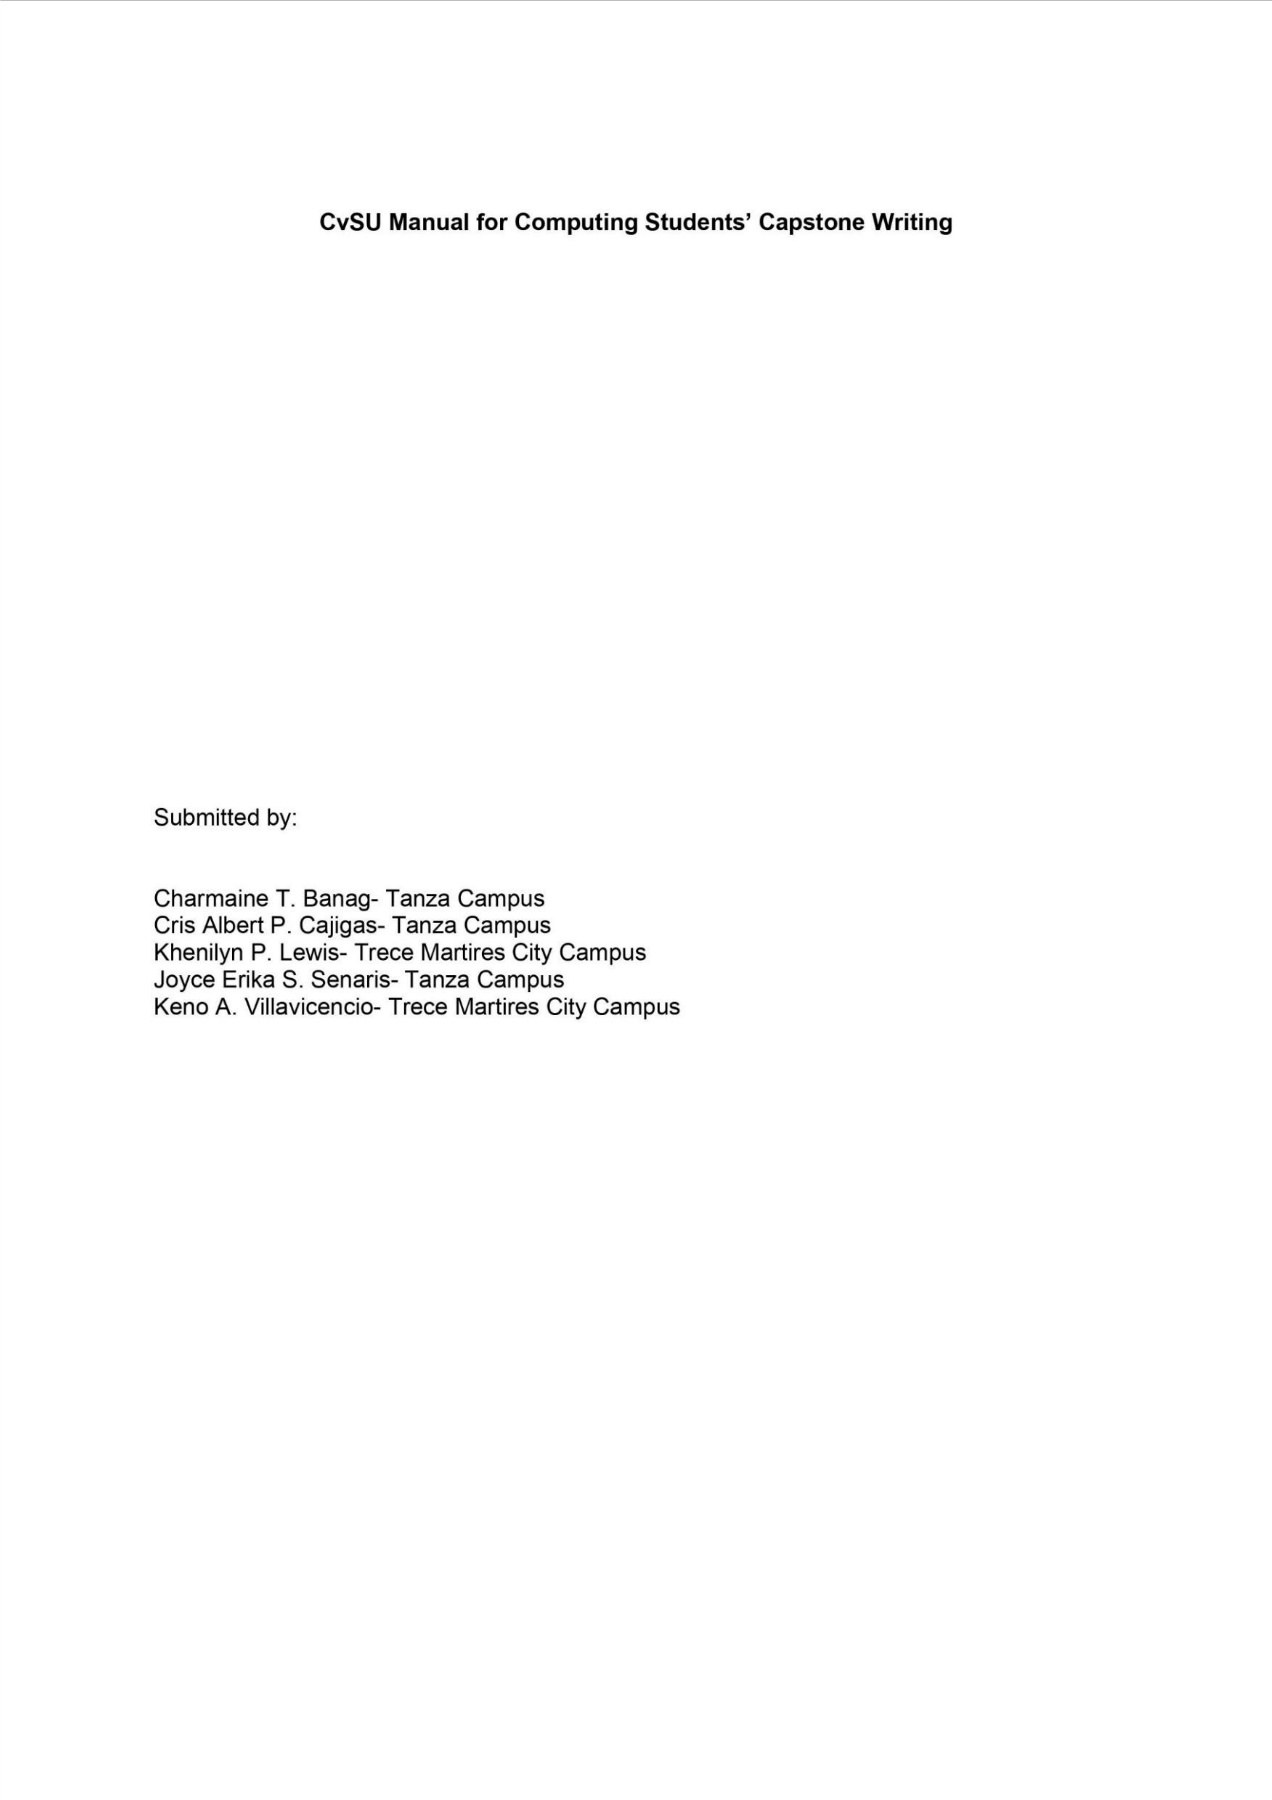 CvSU Manual for Computing Students’ Capstone Writing
Submitted by:
Charmaine T. Banag- Tanza Campus
Cris Albert P. Cajigas- Tanza Campus
Khenilyn P. Lewis- Trece Martires City Campus
Joyce Erika S. Senaris- Tanza Campus
Keno A. Villavicencio- Trece Martires City Campus